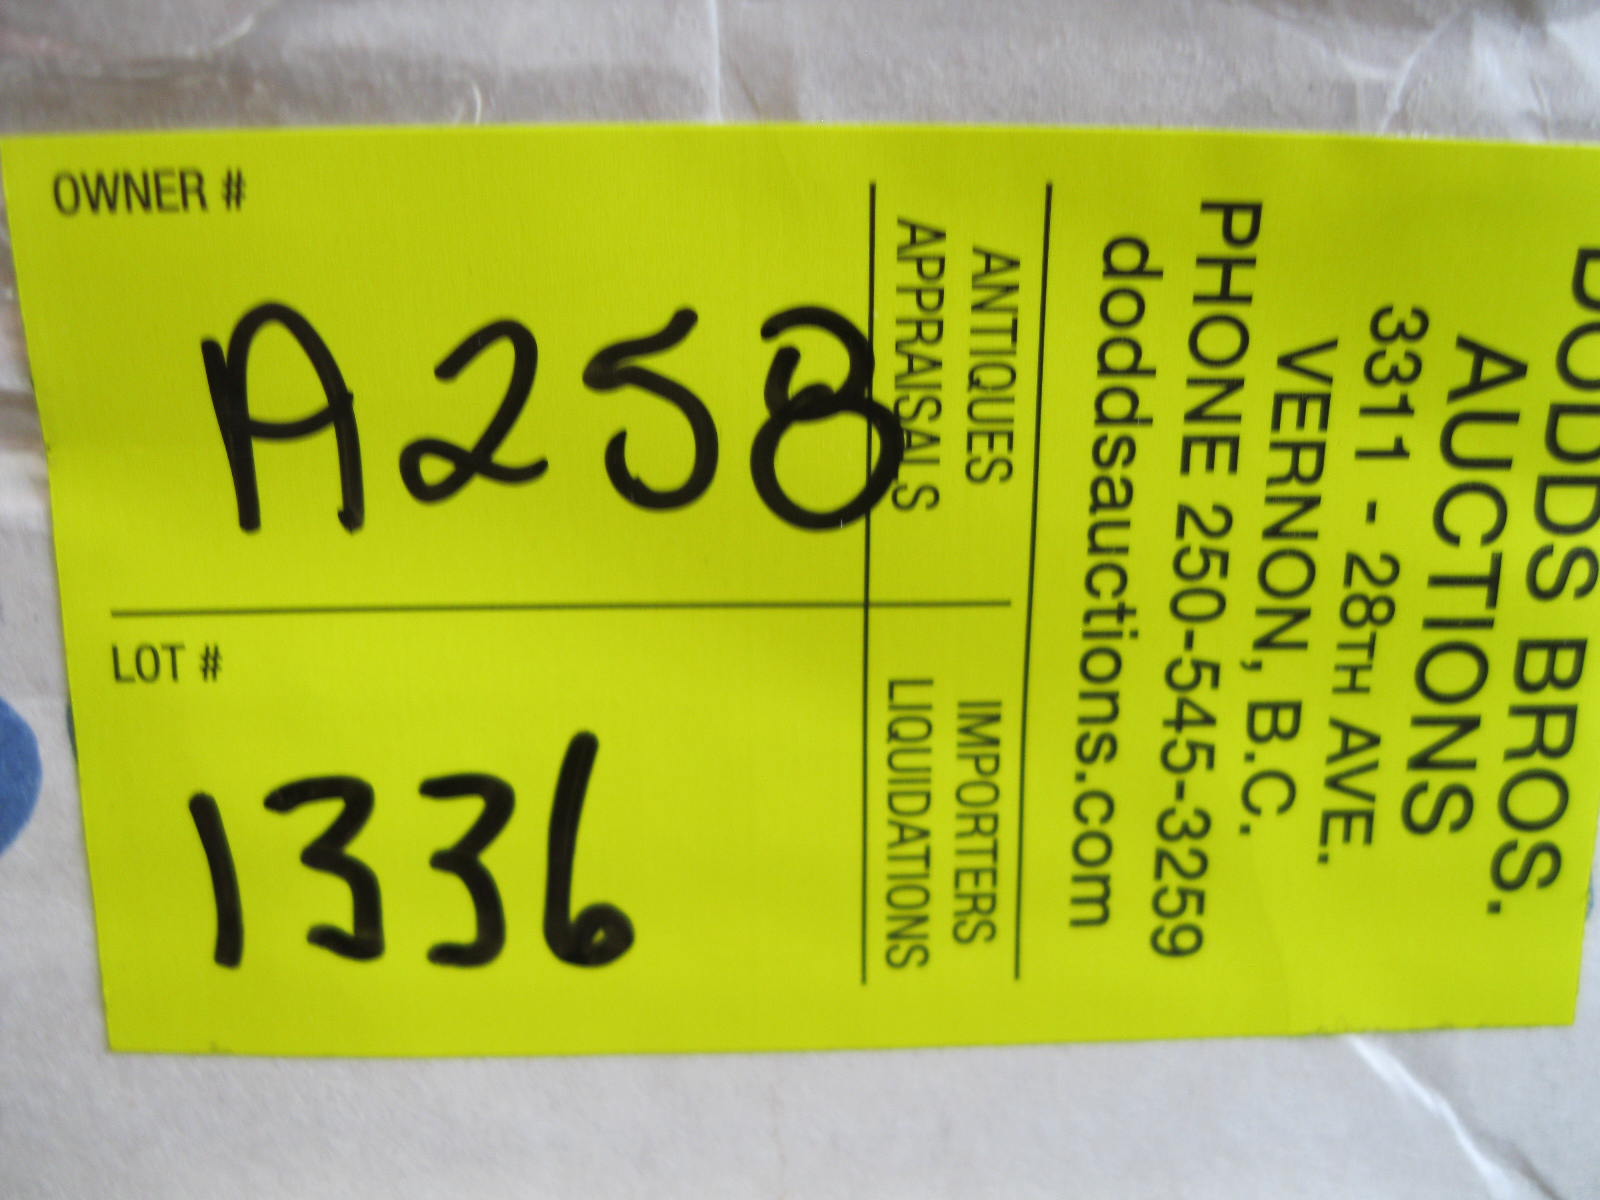 DODDS BROS.
AUCTIONS
3311 - 28TH AVE.
VERNON, B.C.
PHONE 250-545-3259
doddsauctions.com
ANTIQUES
APPRAISALS
IMPORTERS
LIQUIDATIONS
OWNER #
A258
LOT #
1336